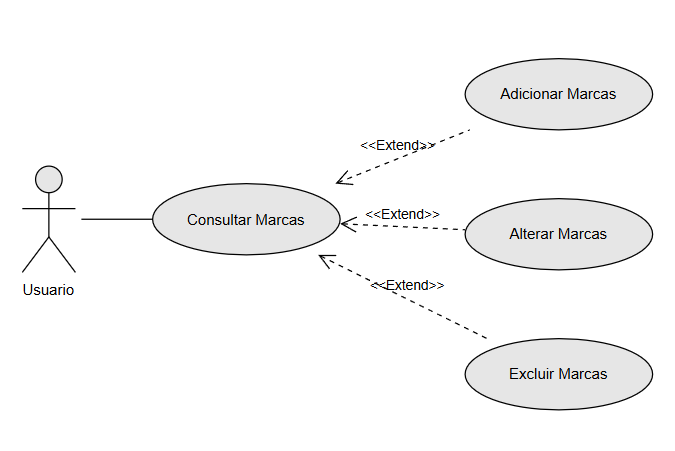 Adicionar Marcas
<<Extend>>
Consultar Marcas
<<Extend>>
Alterar Marcas
Usuario
<<Extend>>
Excluir Marcas